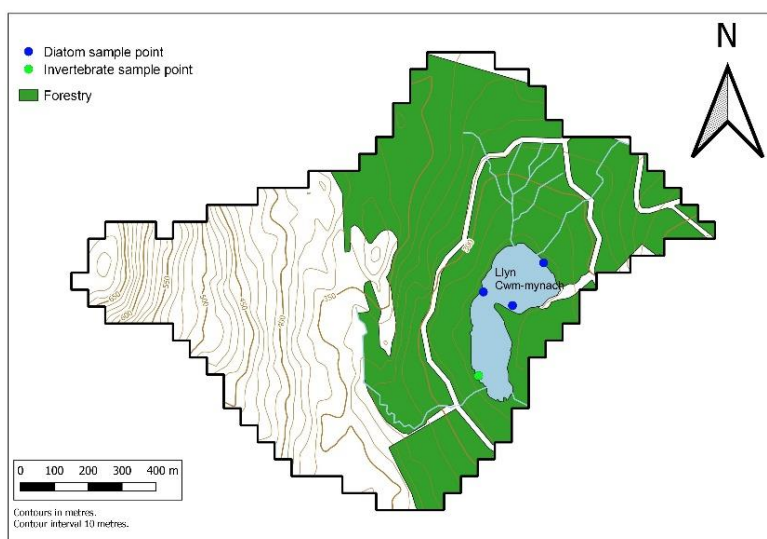 Diatom sample point
Invertebrate sample point
Forestry
N
Llyn
Cwm-mynach
0 100 200 300 400 m
Contours in metres.
Contour interval 10 metres.